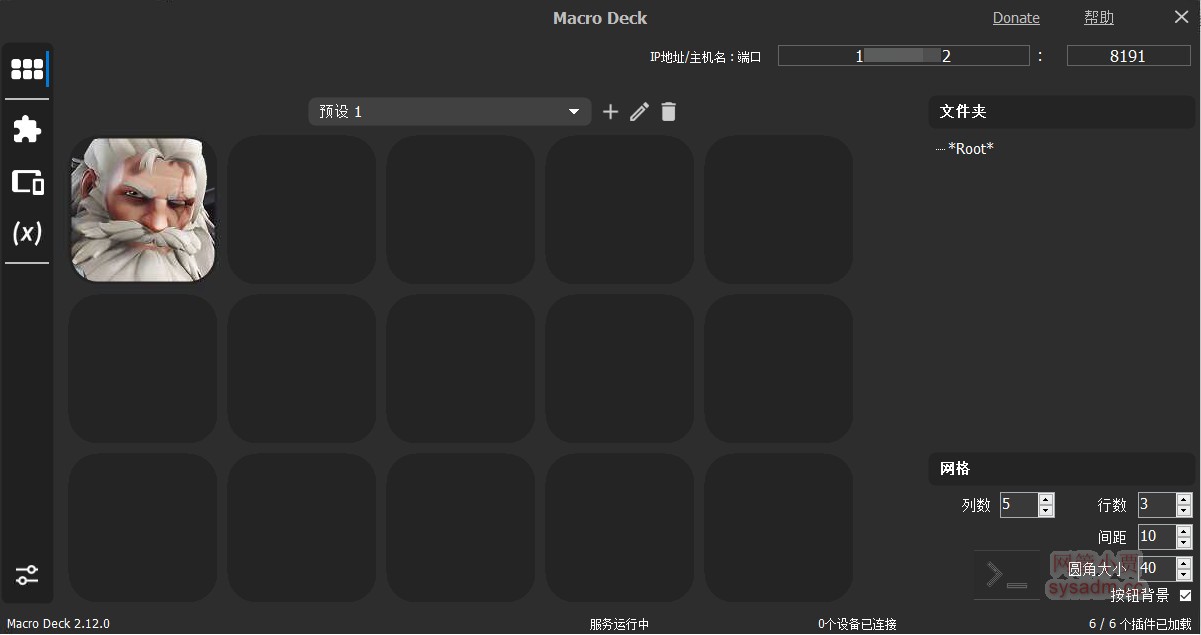 Macro Deck
Donate 帮助
IP地址/主机名：端口 1 2 : 8191
预设 1
文件夹
*Root*
(x)
网格
列数 5 行数 3
间距 10
圆角大小 40
sysadm.cc
按钮背景
Macro Deck 2.12.0 服务运行中 0个设备已连接 6 / 6 个插件已加载